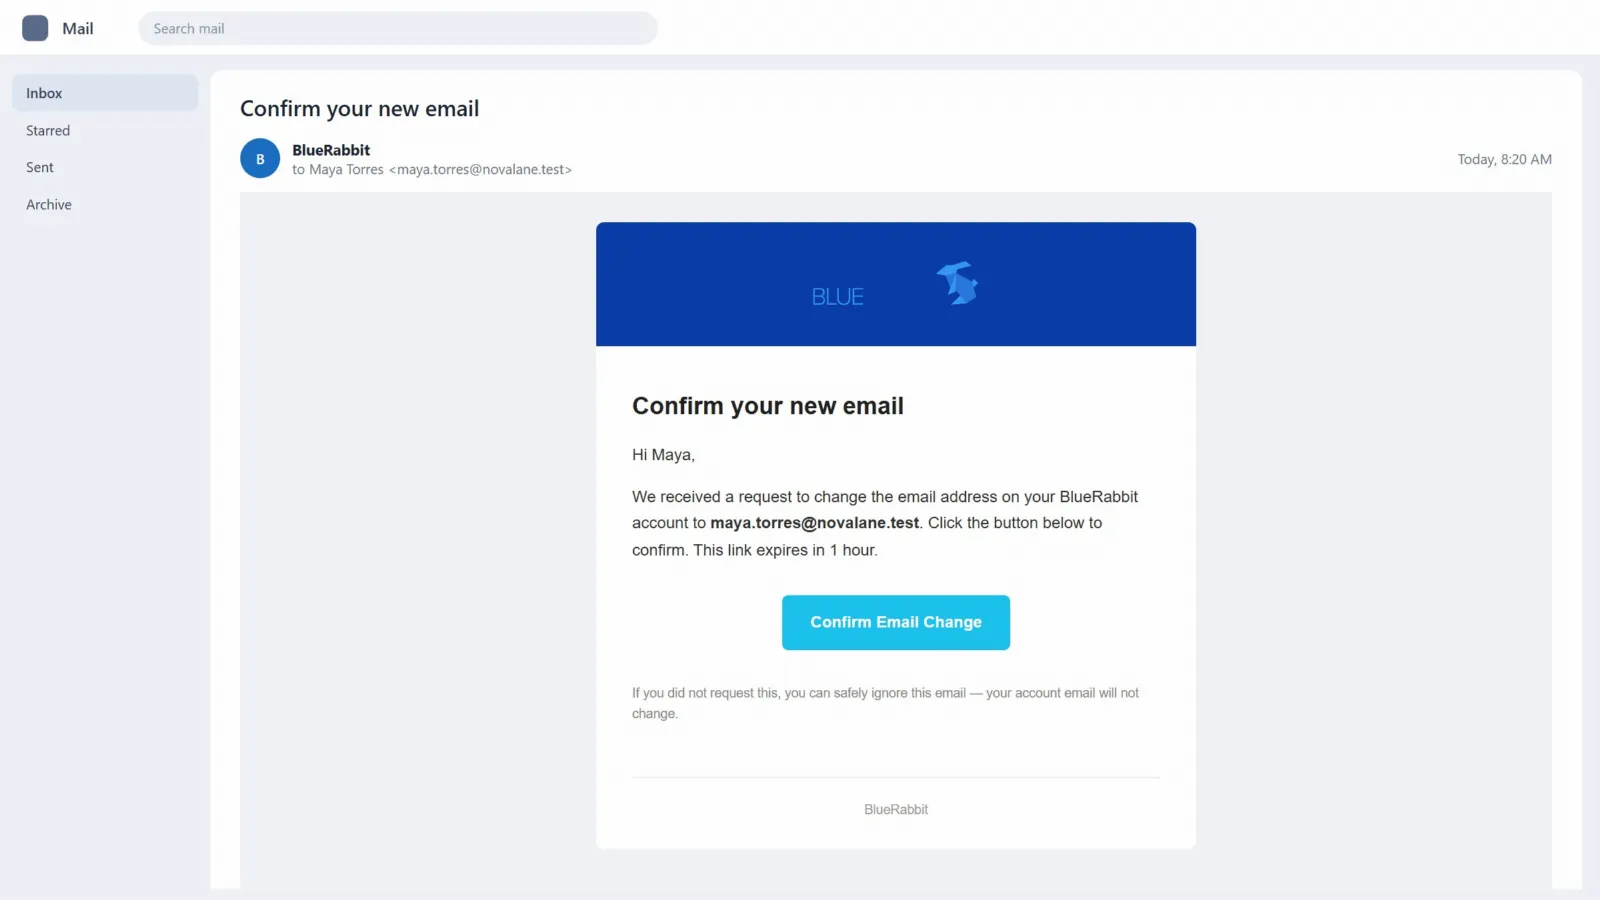 Mail
Search mail
Inbox
Starred
Sent
Archive
Confirm your new email
B
BlueRabbit
to Maya Torres <maya.torres@novalane.test>
Today, 8:20 AM
BLUE
Confirm your new email
Hi Maya,
We received a request to change the email address on your BlueRabbit
account to maya.torres@novalane.test. Click the button below to
confirm. This link expires in 1 hour.
Confirm Email Change
If you did not request this, you can safely ignore this email — your account email will not
change.
BlueRabbit